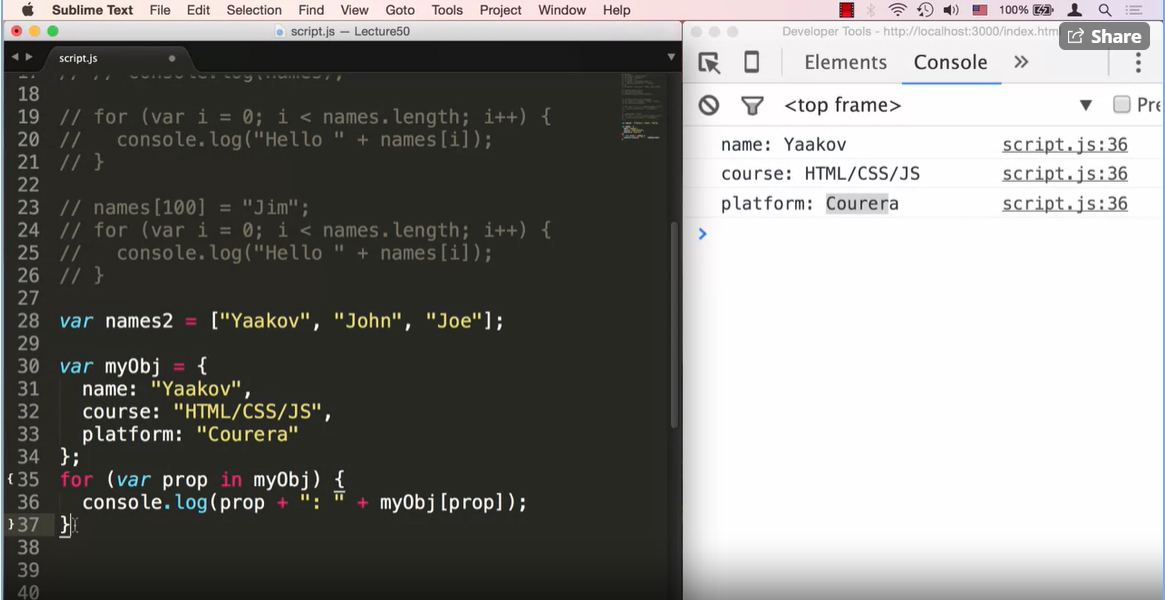 Sublime Text File Edit Selection Find View Goto Tools Project Window Help 100%
script.js — Lecture50
Developer Tools - http://localhost:3000/index.htm
Share
script.js
Elements Console »
<top frame> Pre
17 // // console.log(names);
18
19 // for (var i = 0; i < names.length; i++) {
20 //   console.log("Hello " + names[i]);
21 // }
22
23 // names[100] = "Jim";
24 // for (var i = 0; i < names.length; i++) {
25 //   console.log("Hello " + names[i]);
26 // }
27
28 var names2 = ["Yaakov", "John", "Joe"];
29
30 var myObj = {
31   name: "Yaakov",
32   course: "HTML/CSS/JS",
33   platform: "Courera"
34 };
35 for (var prop in myObj) {
36   console.log(prop + ": " + myObj[prop]);
37 }
38
39
40
name: Yaakov script.js:36
course: HTML/CSS/JS script.js:36
platform: Courera script.js:36
>